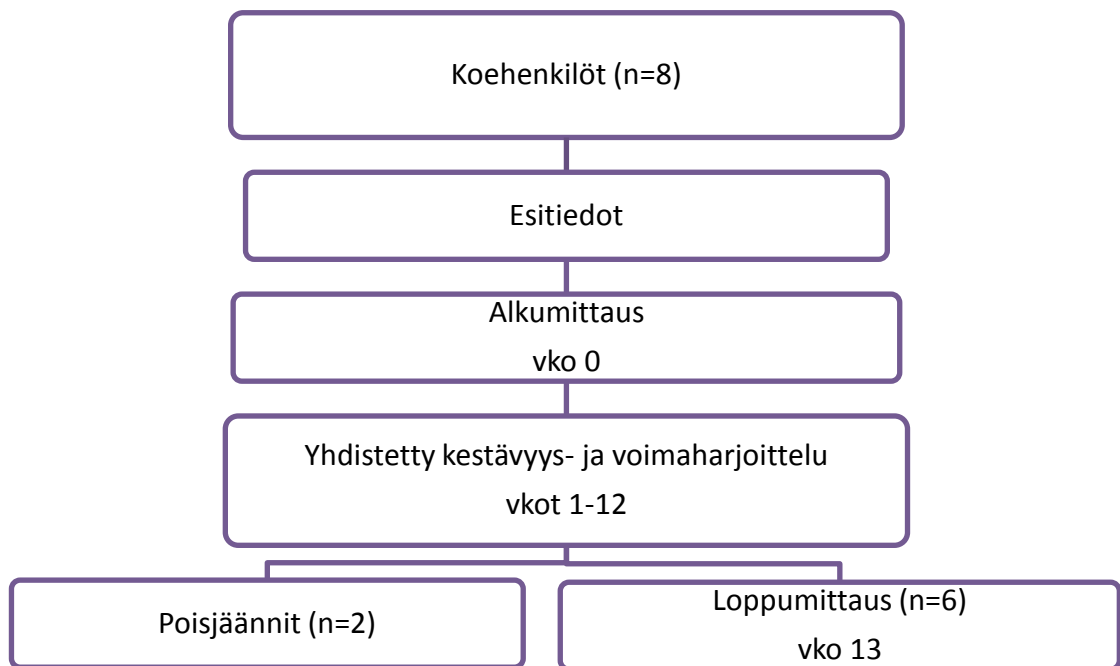 Koehenkilöt (n=8)
Esitiedot
Alkumittaus
vko 0
Yhdistetty kestävyys- ja voimaharjoittelu
vkot 1-12
Poisjäännit (n=2)
Loppumittaus (n=6)
vko 13